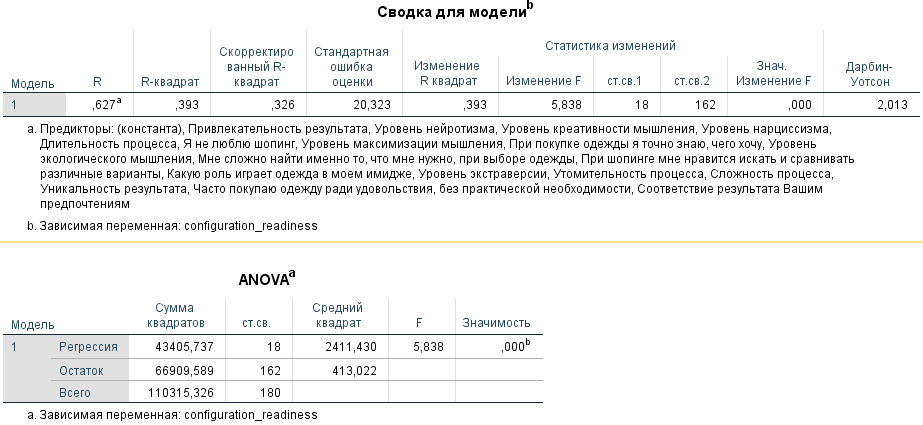 Сводка для модели b
Модель R R-квадрат Скорректиро ванный R-квадрат Стандартная ошибка оценки Статистика изменений Изменение R квадрат Изменение F ст.св.1 ст.св.2 Знач. Изменение F Дарбин-Уотсон
1 ,627a ,393 ,326 20,323 ,393 5,838 18 162 ,000 2,013
a. Предикторы: (константа), Привлекательность результата, Уровень нейротизма, Уровень креативности мышления, Уровень нарциссизма,
Длительность процесса, Я не люблю шопинг, Уровень максимизации мышления, При покупке одежды я точно знаю, чего хочу, Уровень
экологического мышления, Мне сложно найти именно то, что мне нужно, при выборе одежды, При шопинге мне нравится искать и сравнивать
различные варианты, Какую роль играет одежда в моем имидже, Уровень экстраверсии, Утомительность процесса, Сложность процесса,
Уникальность результата, Часто покупаю одежду ради удовольствия, без практической необходимости, Соответствие результата Вашим
предпочтениям
b. Зависимая переменная: configuration_readiness
ANOVAa
Модель Сумма квадратов ст.св. Средний квадрат F Значимость
1 Регрессия 43405,737 18 2411,430 5,838 ,000b
Остаток 66909,589 162 413,022
Всего 110315,326 180
a. Зависимая переменная: configuration_readiness